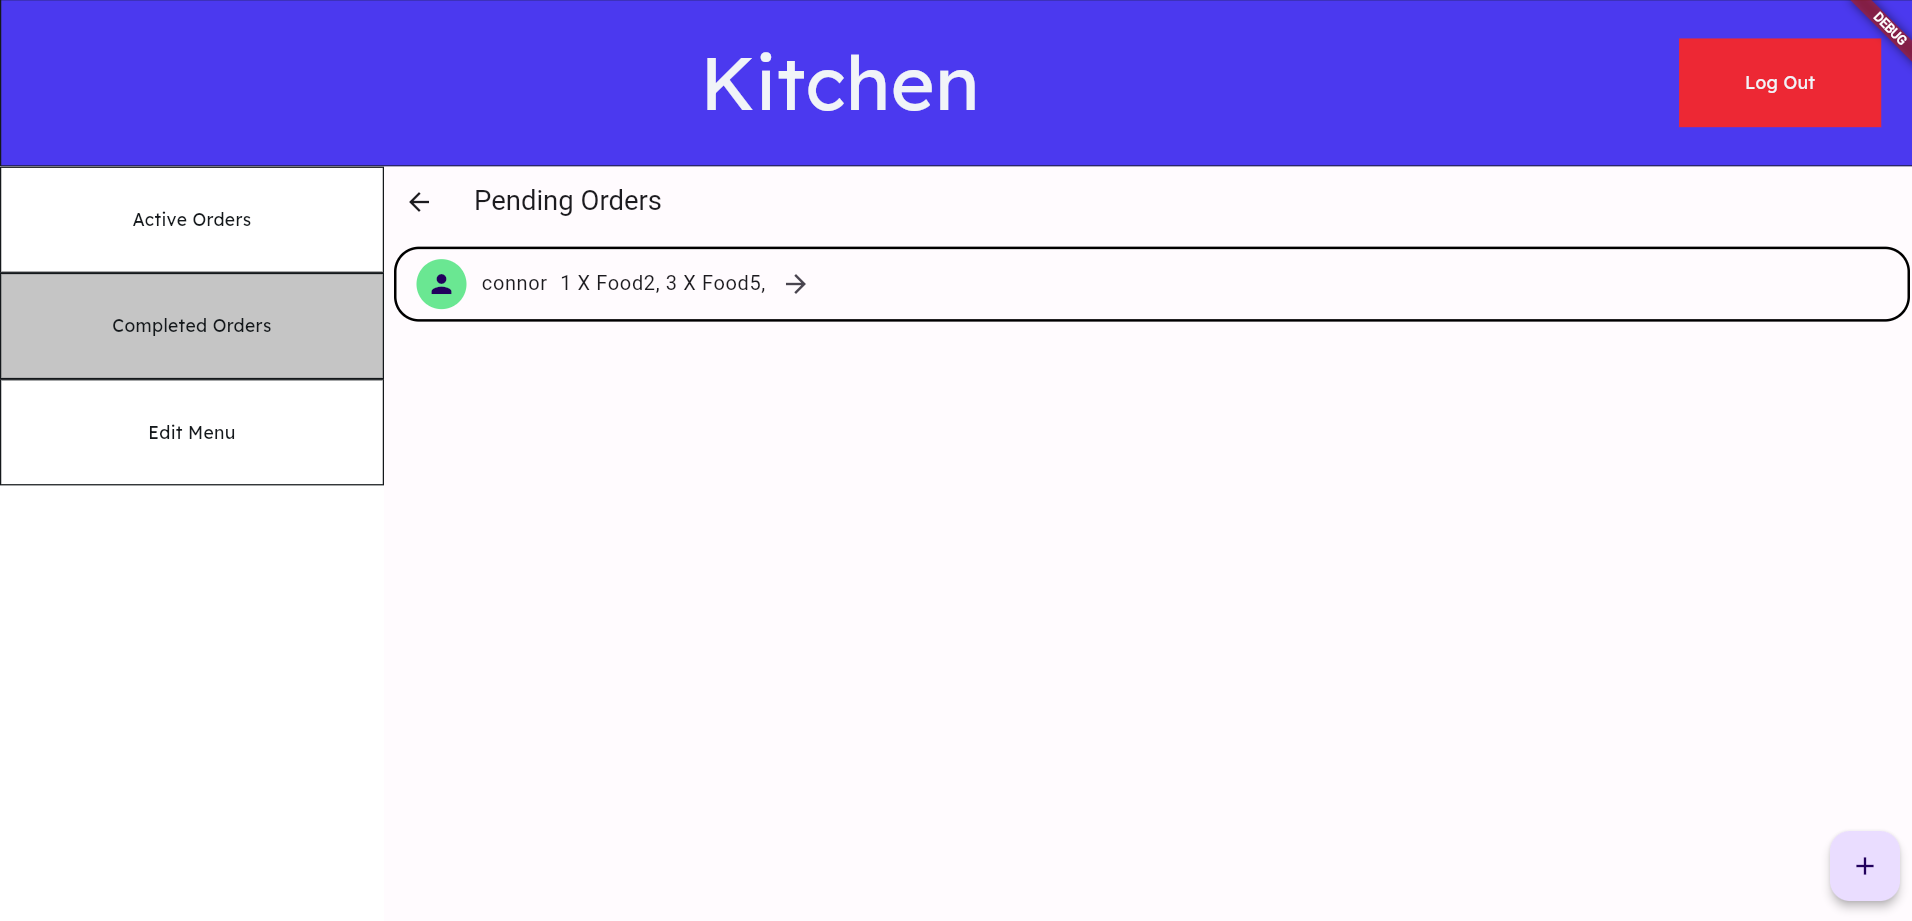 Kitchen
Log Out
DEBUG
Active Orders
Completed Orders
Edit Menu
Pending Orders
connor 1 X Food2, 3 X Food5,